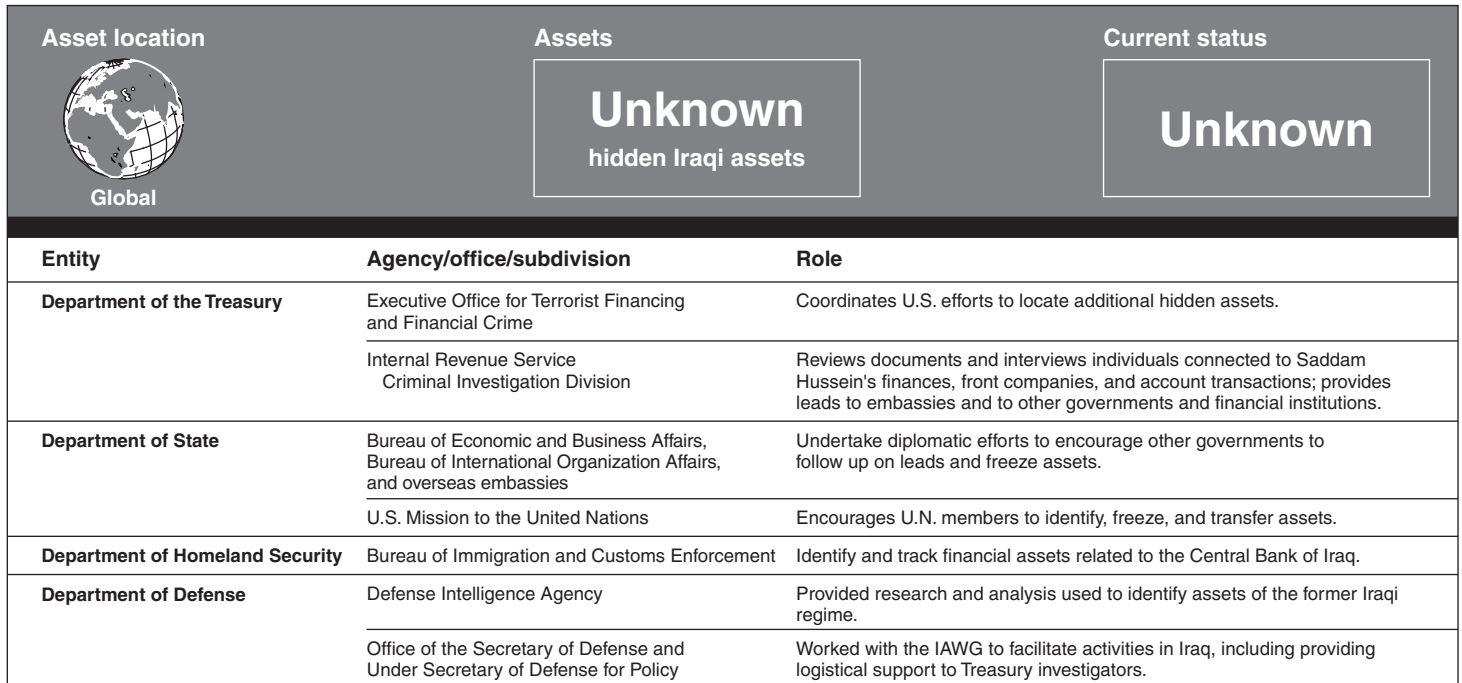 Asset location
Assets
Current status
Unknown
hidden Iraqi assets
Unknown
Global
Entity
Agency/office/subdivision
Role
Department of the Treasury
Executive Office for Terrorist Financing
and Financial Crime
Coordinates U.S. efforts to locate additional hidden assets.
Internal Revenue Service
Criminal Investigation Division
Reviews documents and interviews individuals connected to Saddam
Hussein's finances, front companies, and account transactions; provides
leads to embassies and to other governments and financial institutions.
Department of State
Bureau of Economic and Business Affairs,
Bureau of International Organization Affairs,
and overseas embassies
Undertake diplomatic efforts to encourage other governments to
follow up on leads and freeze assets.
U.S. Mission to the United Nations
Encourages U.N. members to identify, freeze, and transfer assets.
Department of Homeland Security
Bureau of Immigration and Customs Enforcement
Identify and track financial assets related to the Central Bank of Iraq.
Department of Defense
Defense Intelligence Agency
Provided research and analysis used to identify assets of the former Iraqi
regime.
Office of the Secretary of Defense and
Under Secretary of Defense for Policy
Worked with the IAWG to facilitate activities in Iraq, including providing
logistical support to Treasury investigators.